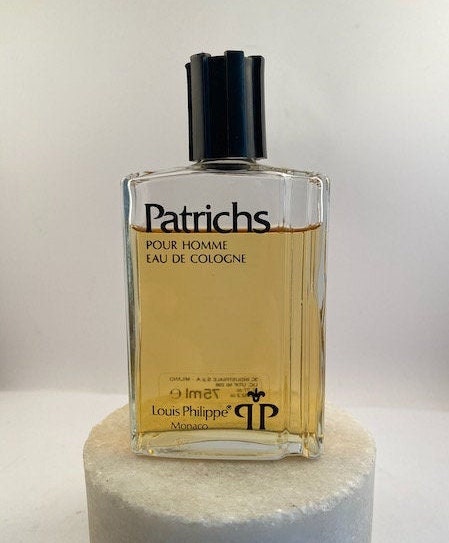 Patrichs
POUR HOMME
EAU DE COLOGNE
75ml e
Louis Philippe®
Monaco